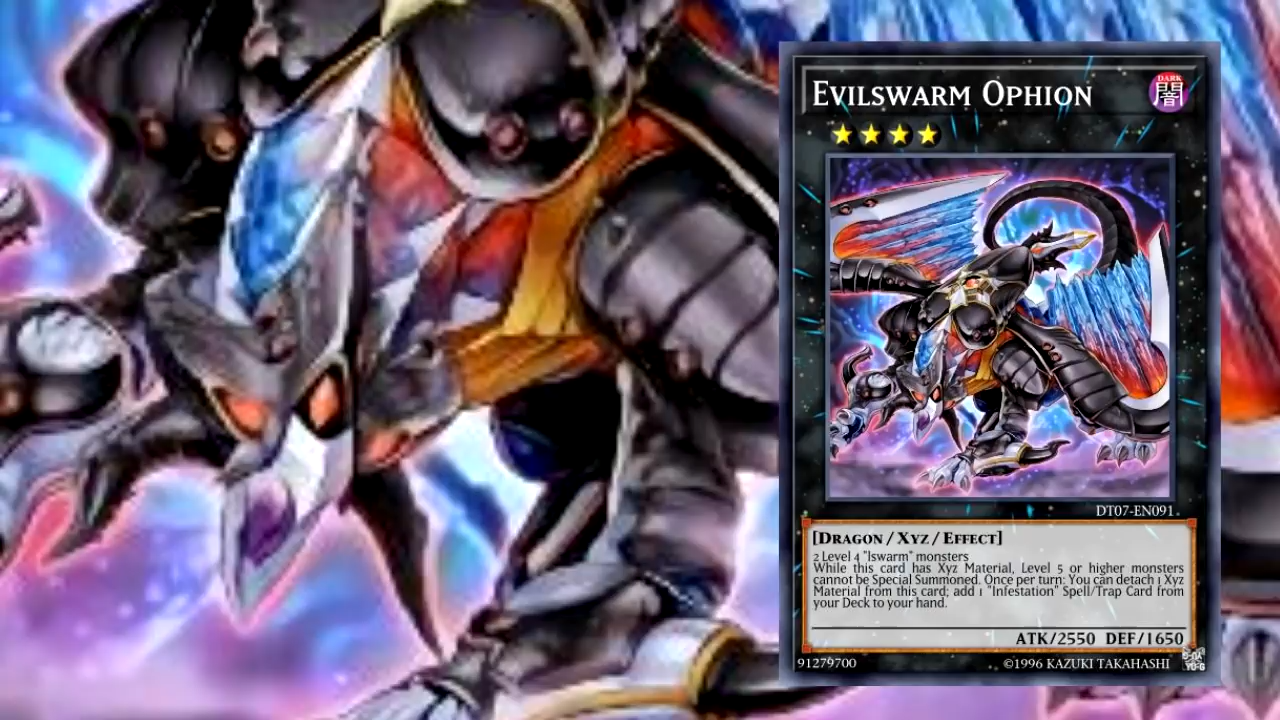 Evilswarm Ophion
DARK
闇
DT07-EN091
[Dragon / Xyz / Effect]
2 Level 4 "lswarm" monsters
While this card has Xyz Material, Level 5 or higher monsters
cannot be Special Summoned. Once per turn: You can detach 1 Xyz
Material from this card; add 1 "Infestation" Spell/Trap Card from
your Deck to your hand.
ATK/2550 DEF/1650
91279700
©1996 KAZUKI TAKAHASHI